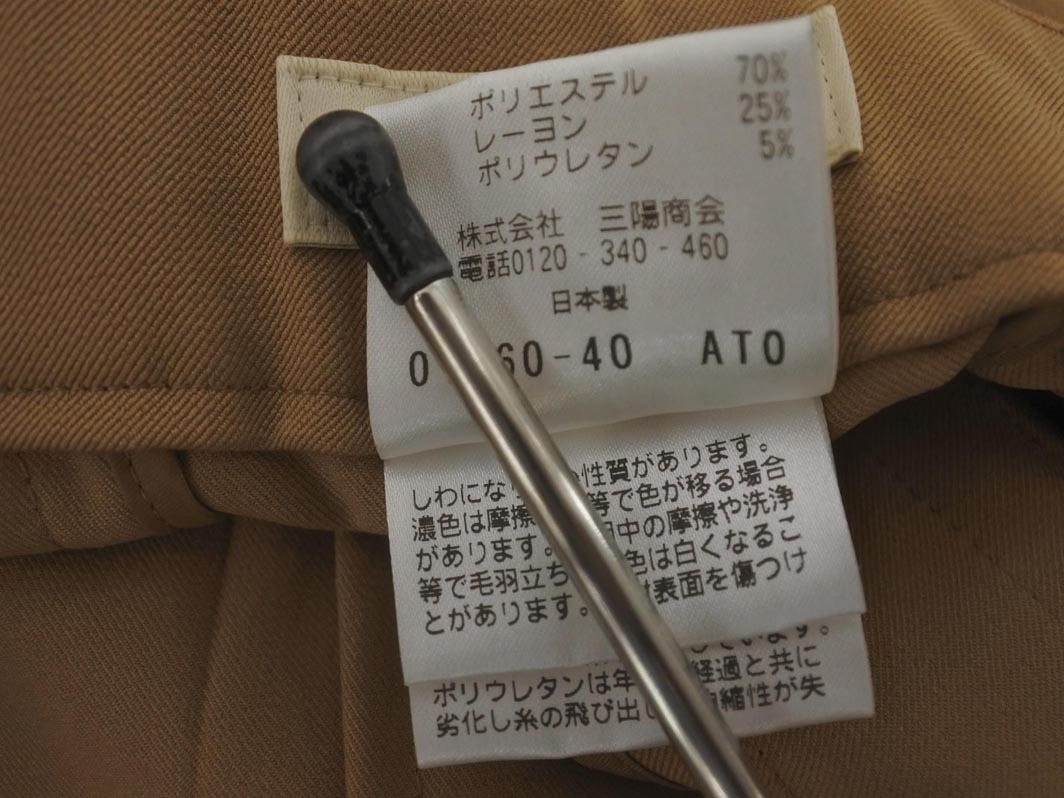 ポリエステル 70%
レーヨン 25%
ポリウレタン 5%
株式会社 三陽商会
電話0120-340-460
日本製
60-40 ATO
しわにな 性質があります。
濃色は摩擦 等で色が移る場合
があります。 中の摩擦や洗浄
等で毛羽立ち 色は白くなるこ
とがあります。 表面を傷つけ
ポリウレタンは年 経過と共に
劣化し糸の飛び出し 縮性が失